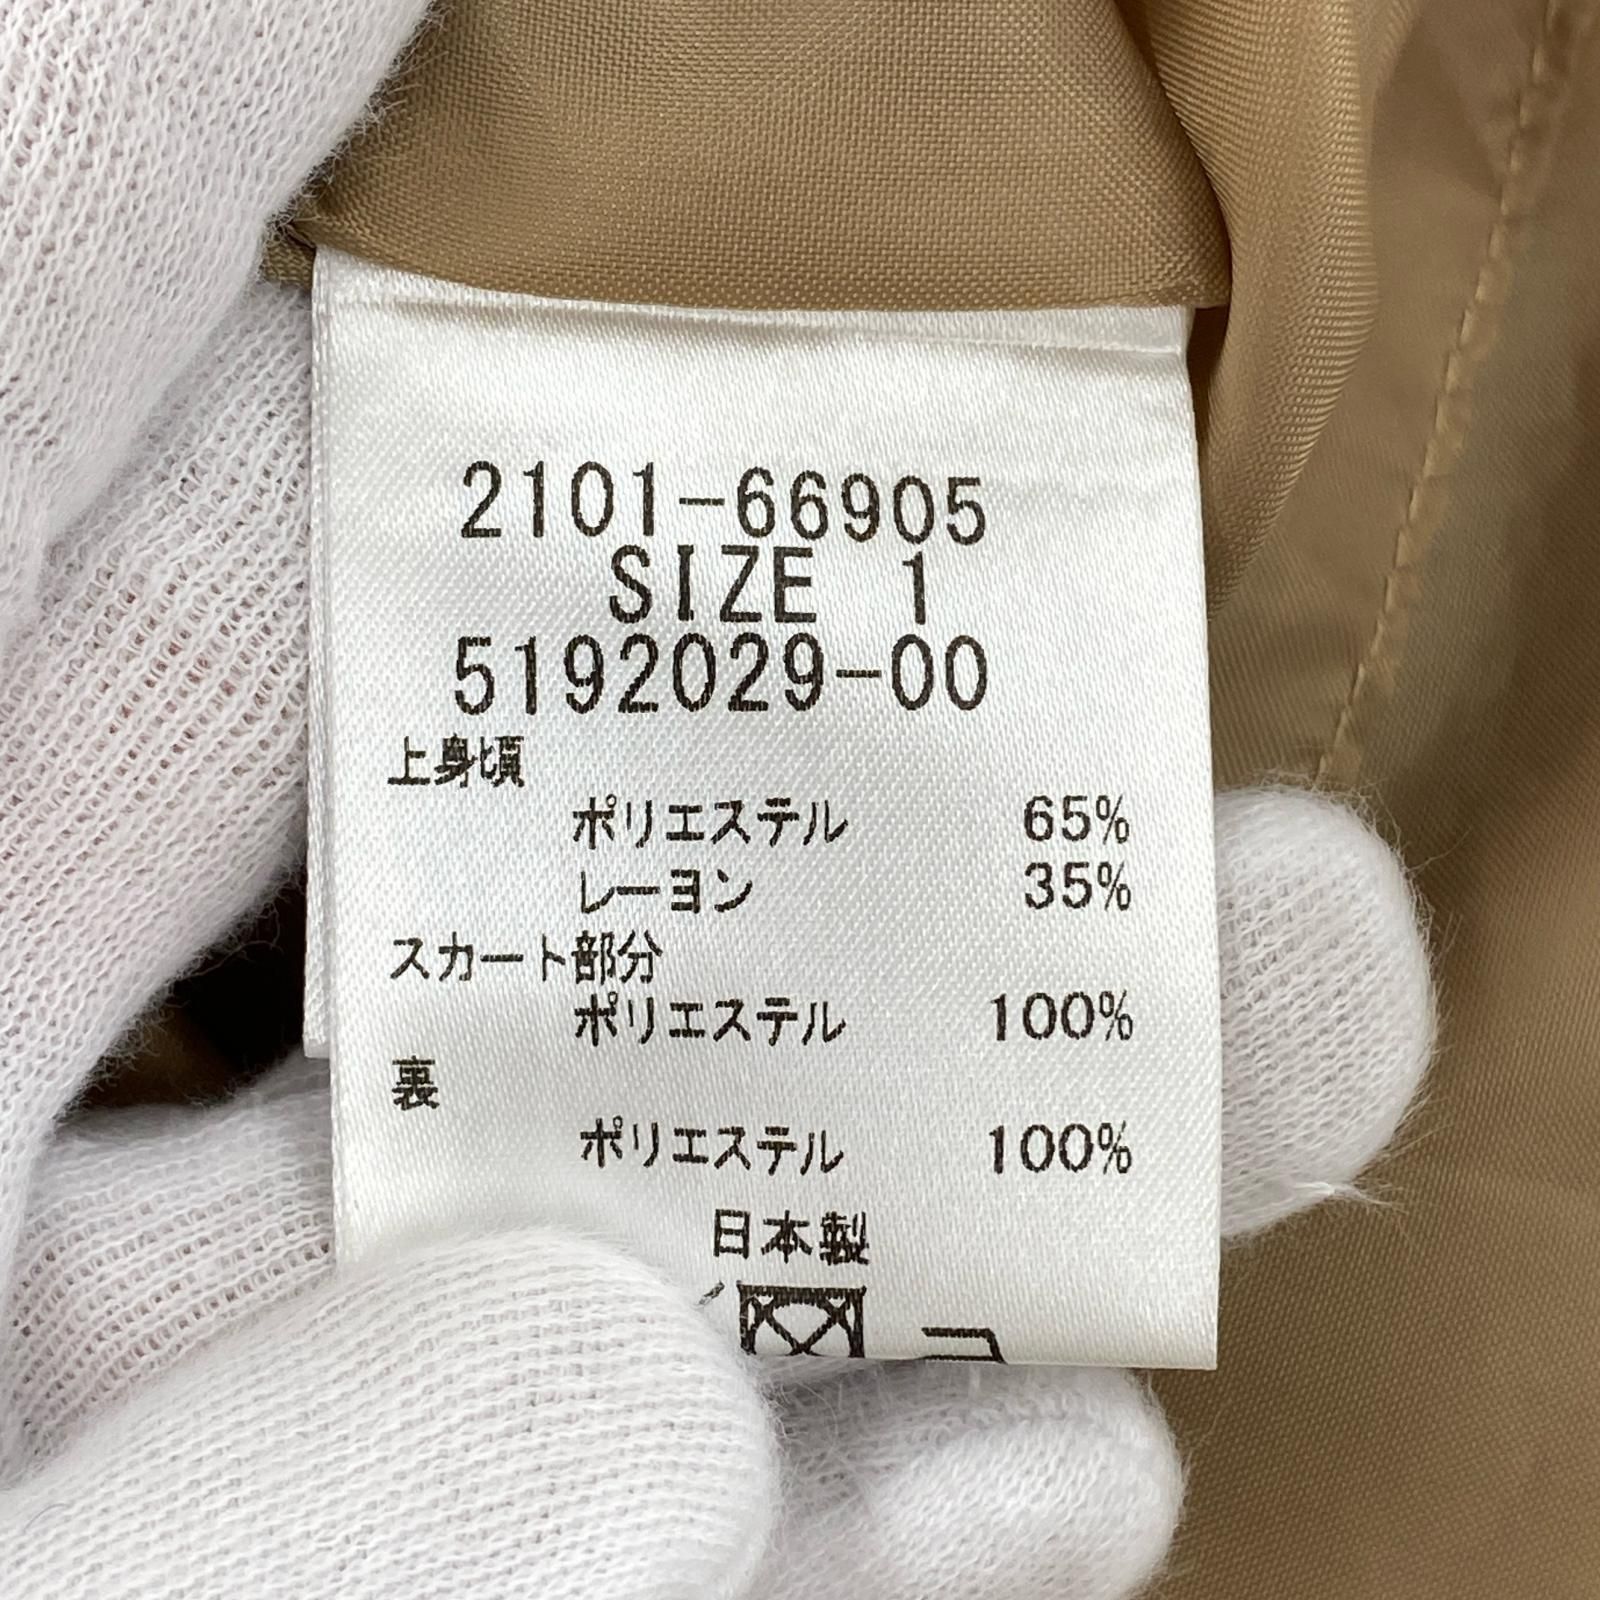 2101-66905
SIZE 1
5192029-00
上身頃
ポリエステル 65%
レーヨン 35%
スカート部分
ポリエステル 100%
裏
ポリエステル 100%
日本製